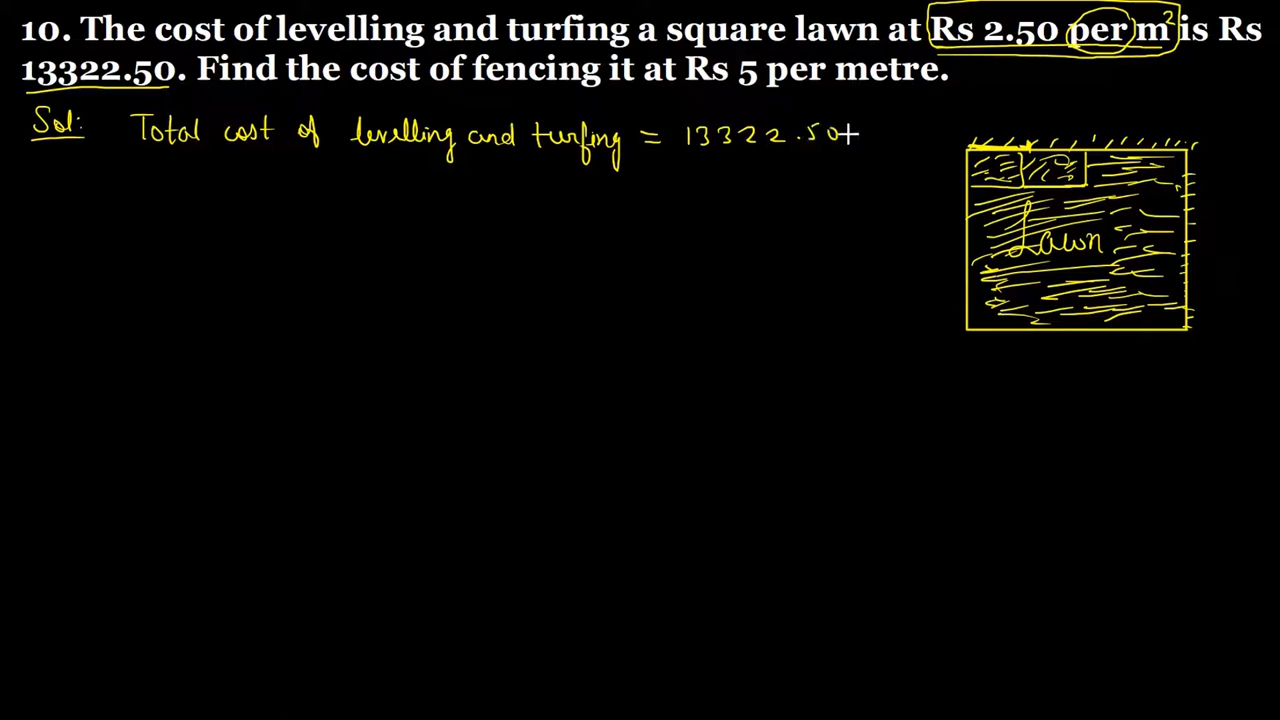 10. The cost of levelling and turfing a square lawn at Rs 2.50 per m² is Rs
13322.50. Find the cost of fencing it at Rs 5 per metre.
Sol: Total cost of levelling and turfing = 13322.50
Lawn